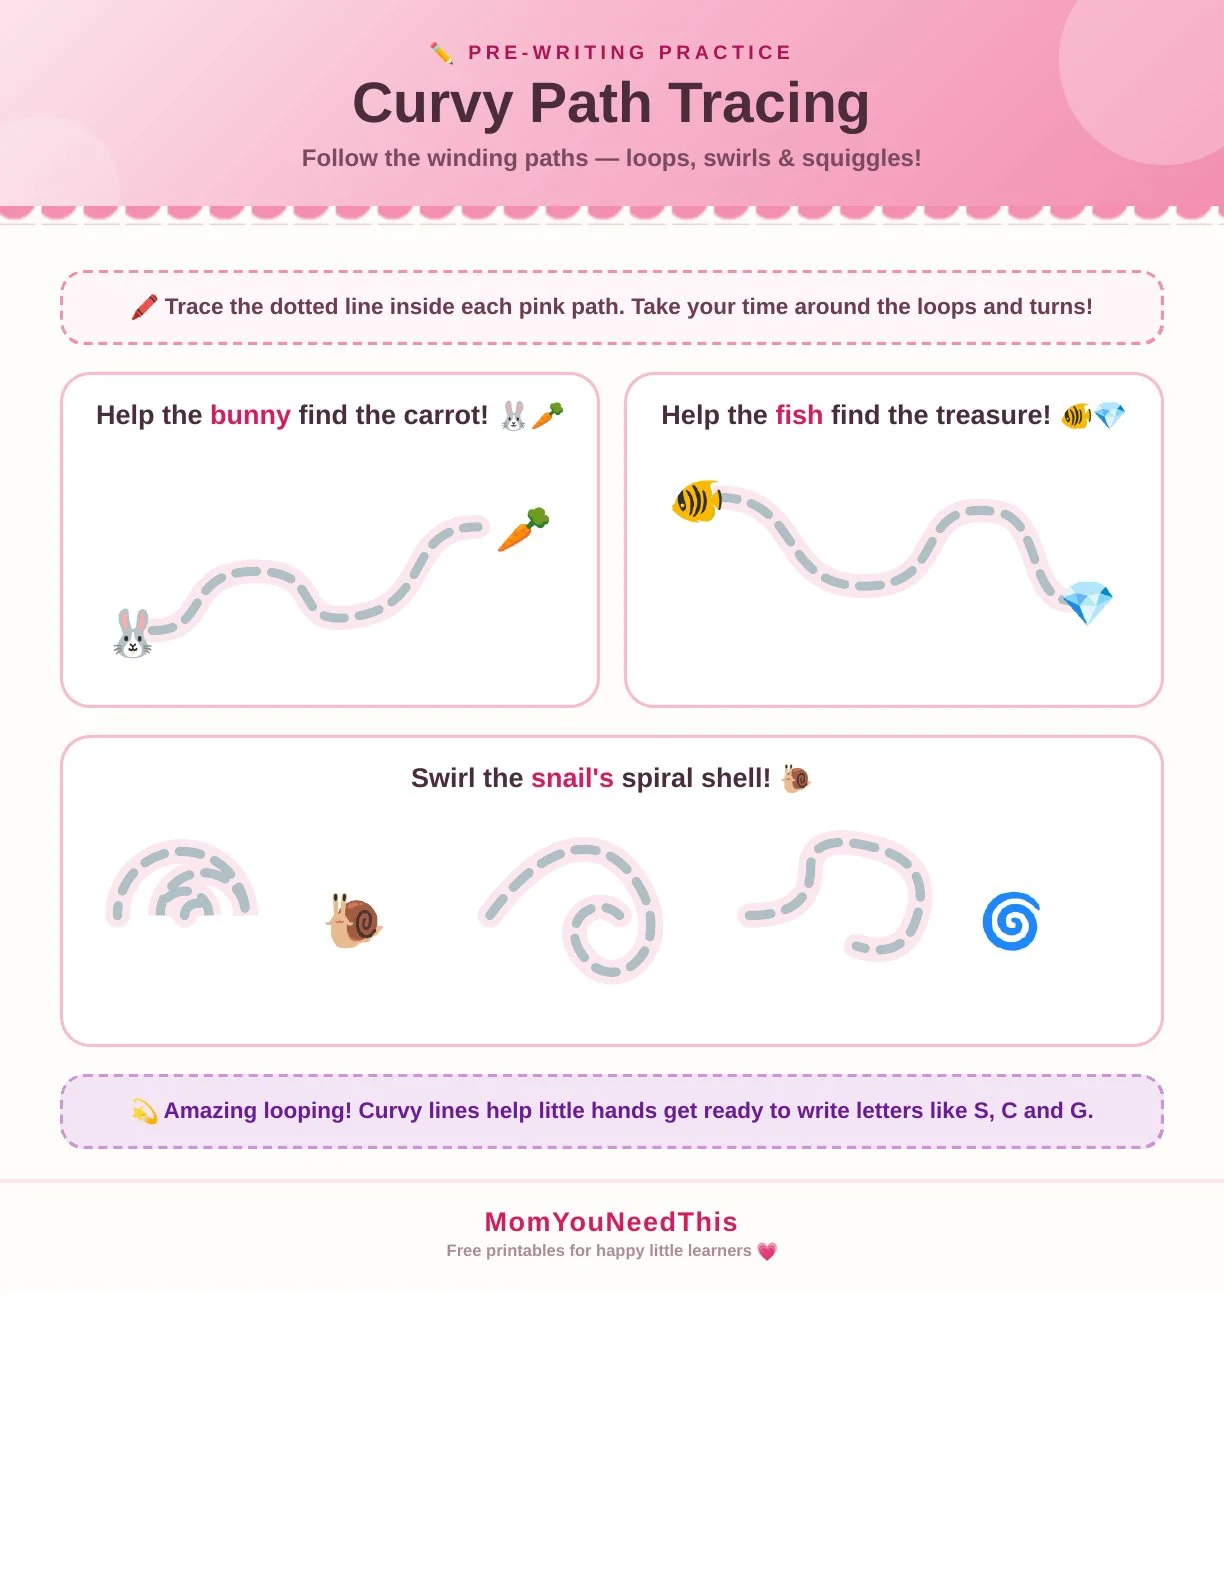 ✏️ PRE-WRITING PRACTICE
Curvy Path Tracing
Follow the winding paths — loops, swirls & squiggles!
🖍️ Trace the dotted line inside each pink path. Take your time around the loops and turns!
Help the bunny find the carrot! 🐰🥕
Help the fish find the treasure! 🐠💎
Swirl the snail's spiral shell! 🐌
💫 Amazing looping! Curvy lines help little hands get ready to write letters like S, C and G.
MomYouNeedThis
Free printables for happy little learners 💗